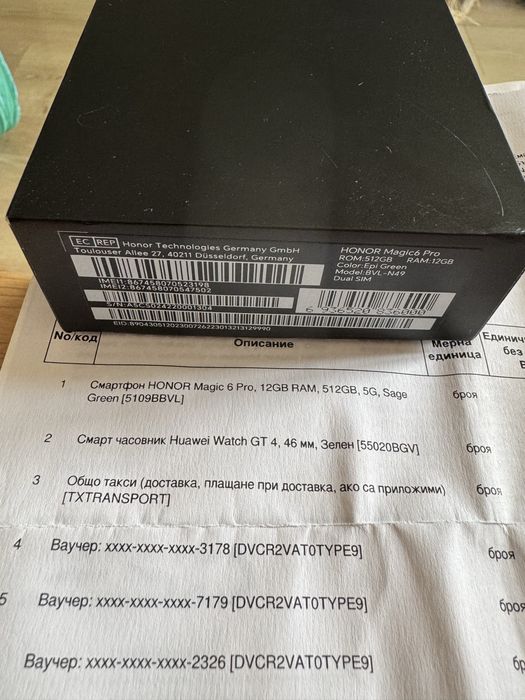 EC REP Honor Technologies Germany GmbH
Toulouser Allee 27, 40211 Düsseldorf, Germany
HONOR Magic6 Pro
ROM:512GB RAM:12GB
Color:Epi Green
Model:BVL-N49
Dual SIM
IMEI1:867458070523198
IMEI2:867458070547502
EID:89043051202300726223013213129990
No/код
Описание
Мерна
единица
без
1 Смартфон HONOR Magic 6 Pro, 12GB RAM, 512GB, 5G, Sage
Green [5109BBVL]
броя
2 Смарт часовник Huawei Watch GT 4, 46 мм, Зелен [55020BGV]
броя
3 Общо такси (доставка, плащане при доставка, ако са приложими)
[TXTRANSPORT]
броя
4 Ваучер: xxxx-xxxx-xxxx-3178 [DVCR2VAT0TYPE9]
броя
5 Ваучер: xxxx-xxxx-xxxx-7179 [DVCR2VAT0TYPE9]
броя
Ваучер: xxxx-xxxx-xxxx-2326 [DVCR2VAT0TYPE9]